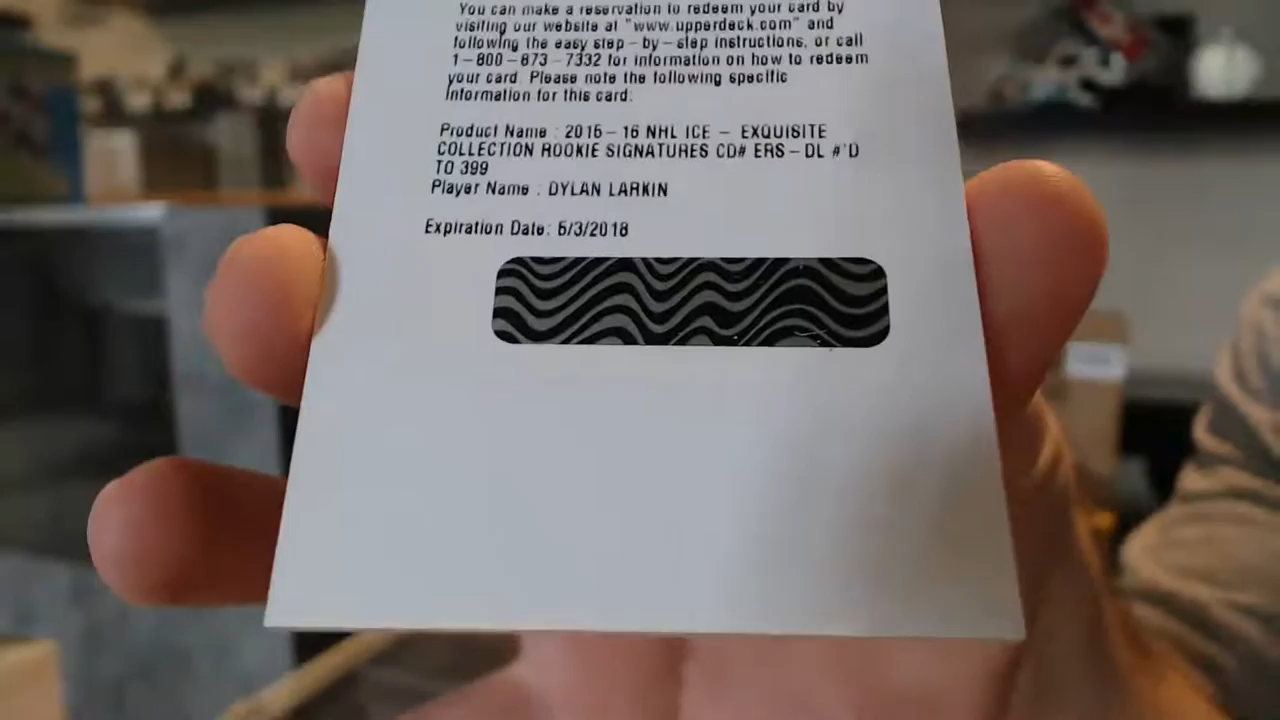 You can make a reservation to redeem your card by
visiting our website at "www.upperdeck.com" and
following the easy step-by-step instructions, or call
1-800-873-7332 for information on how to redeem
your card. Please note the following specific
information for this card:
Product Name : 2015-16 NHL ICE - EXQUISITE
COLLECTION ROOKIE SIGNATURES CD# ERS-DL #'D
TO 399
Player Name : DYLAN LARKIN
Expiration Date: 5/3/2018